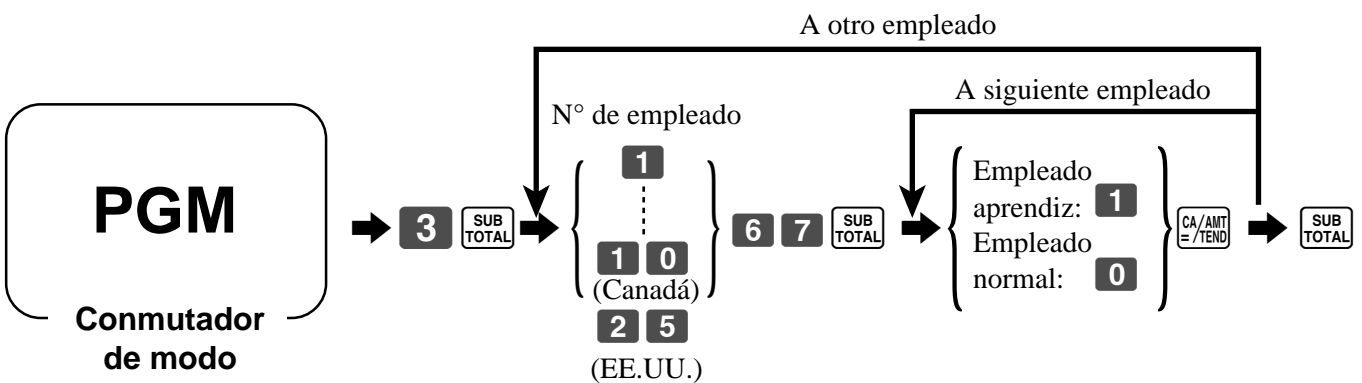 A otro empleado
A siguiente empleado
N° de empleado
PGM
Conmutador
de modo
3 SUB TOTAL
1
1 0
(Canadá)
2 5
(EE.UU.)
6 7 SUB TOTAL
Empleado
aprendiz: 1
Empleado
normal: 0
CA/AMT
= /TEND
SUB TOTAL